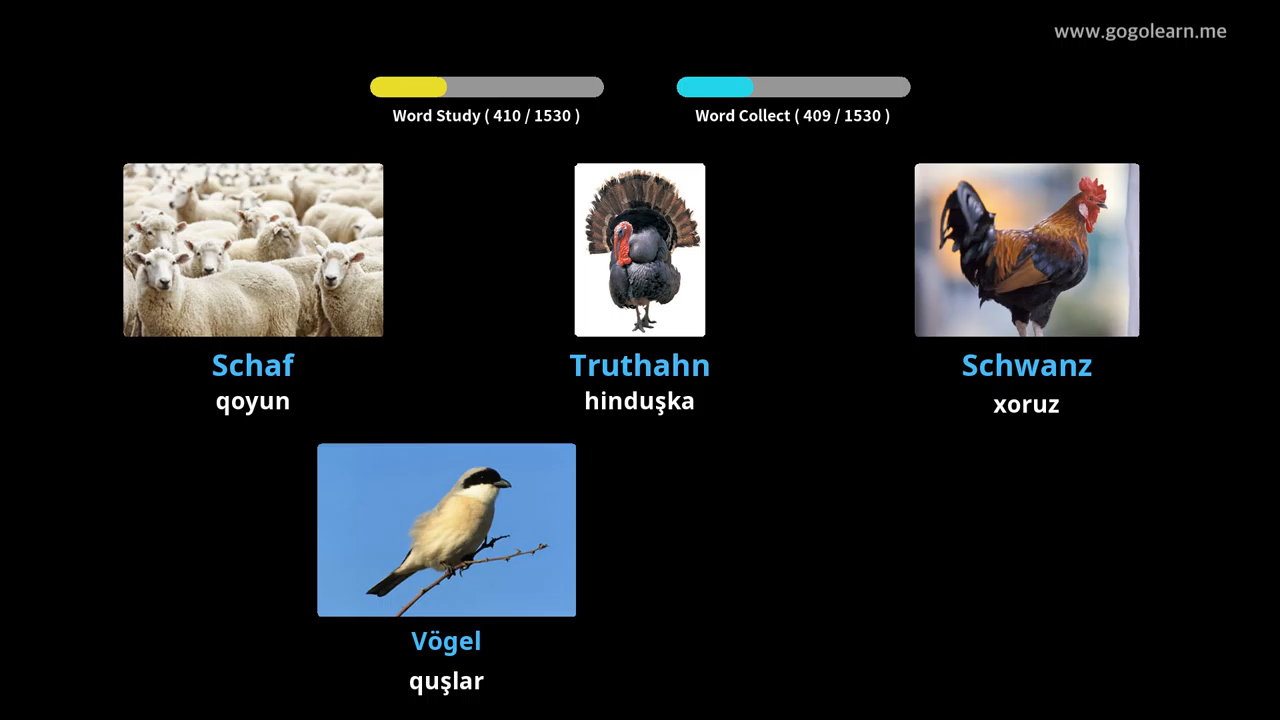 www.gogolearn.me
Word Study ( 410 / 1530 )
Word Collect ( 409 / 1530 )
Schaf
qoyun
Truthahn
hinduşka
Schwanz
xoruz
Vögel
quşlar